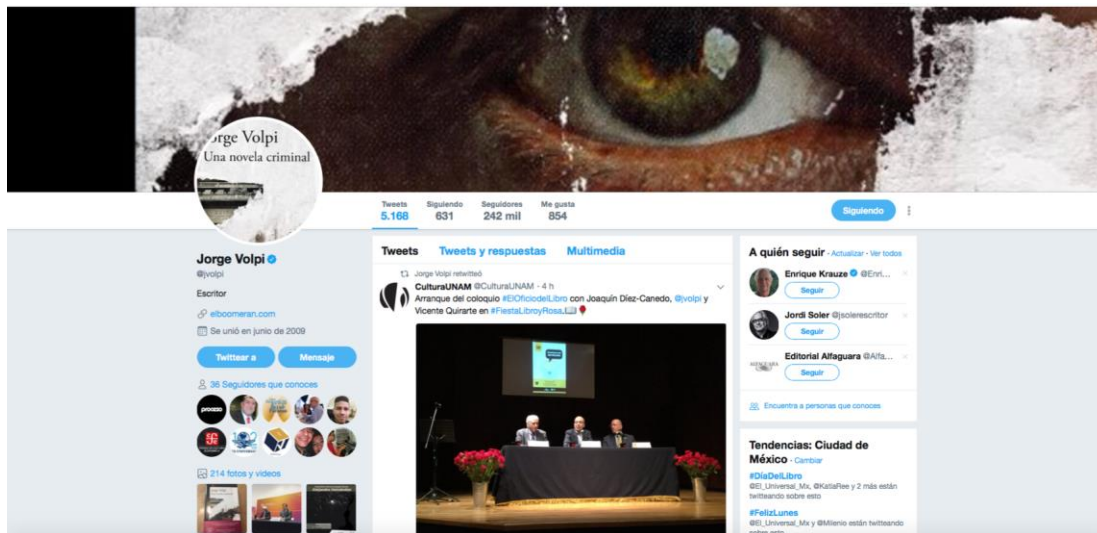 Jorge Volpi
Una novela criminal
Tweets
5.168
Siguiendo
631
Seguidores
242 mil
Me gusta
854
Siguiendo
Jorge Volpi
@jvolpi
Escritor
elboomeran.com
Se unió en junio de 2009
Twittear a
Mensaje
36 Seguidores que conoces
proceso
214 fotos y videos
Tweets
Tweets y respuestas
Multimedia
Jorge Volpi retwitteó
CulturaUNAM @CulturaUNAM - 4 h
Arranque del coloquio #ElOficiodelLibro con Joaquín Díez-Canedo, @jvolpi y
Vicente Quirarte en #FiestaLibroyRosa.
A quién seguir - Actualizar - Ver todos
Enrique Krauze @Enri...
Seguir
Jordi Soler @jsolerescritor
Seguir
Editorial Alfaguara @Alfa...
Seguir
Encuentra a personas que conoces
Tendencias: Ciudad de
México - Cambiar
#DíaDelLibro
@El_Universal_Mx, @KatiaRee y 2 más están
twitteando sobre esto
#FelizLunes
@El_Universal_Mx y @Milenio están twitteando
sobre esto